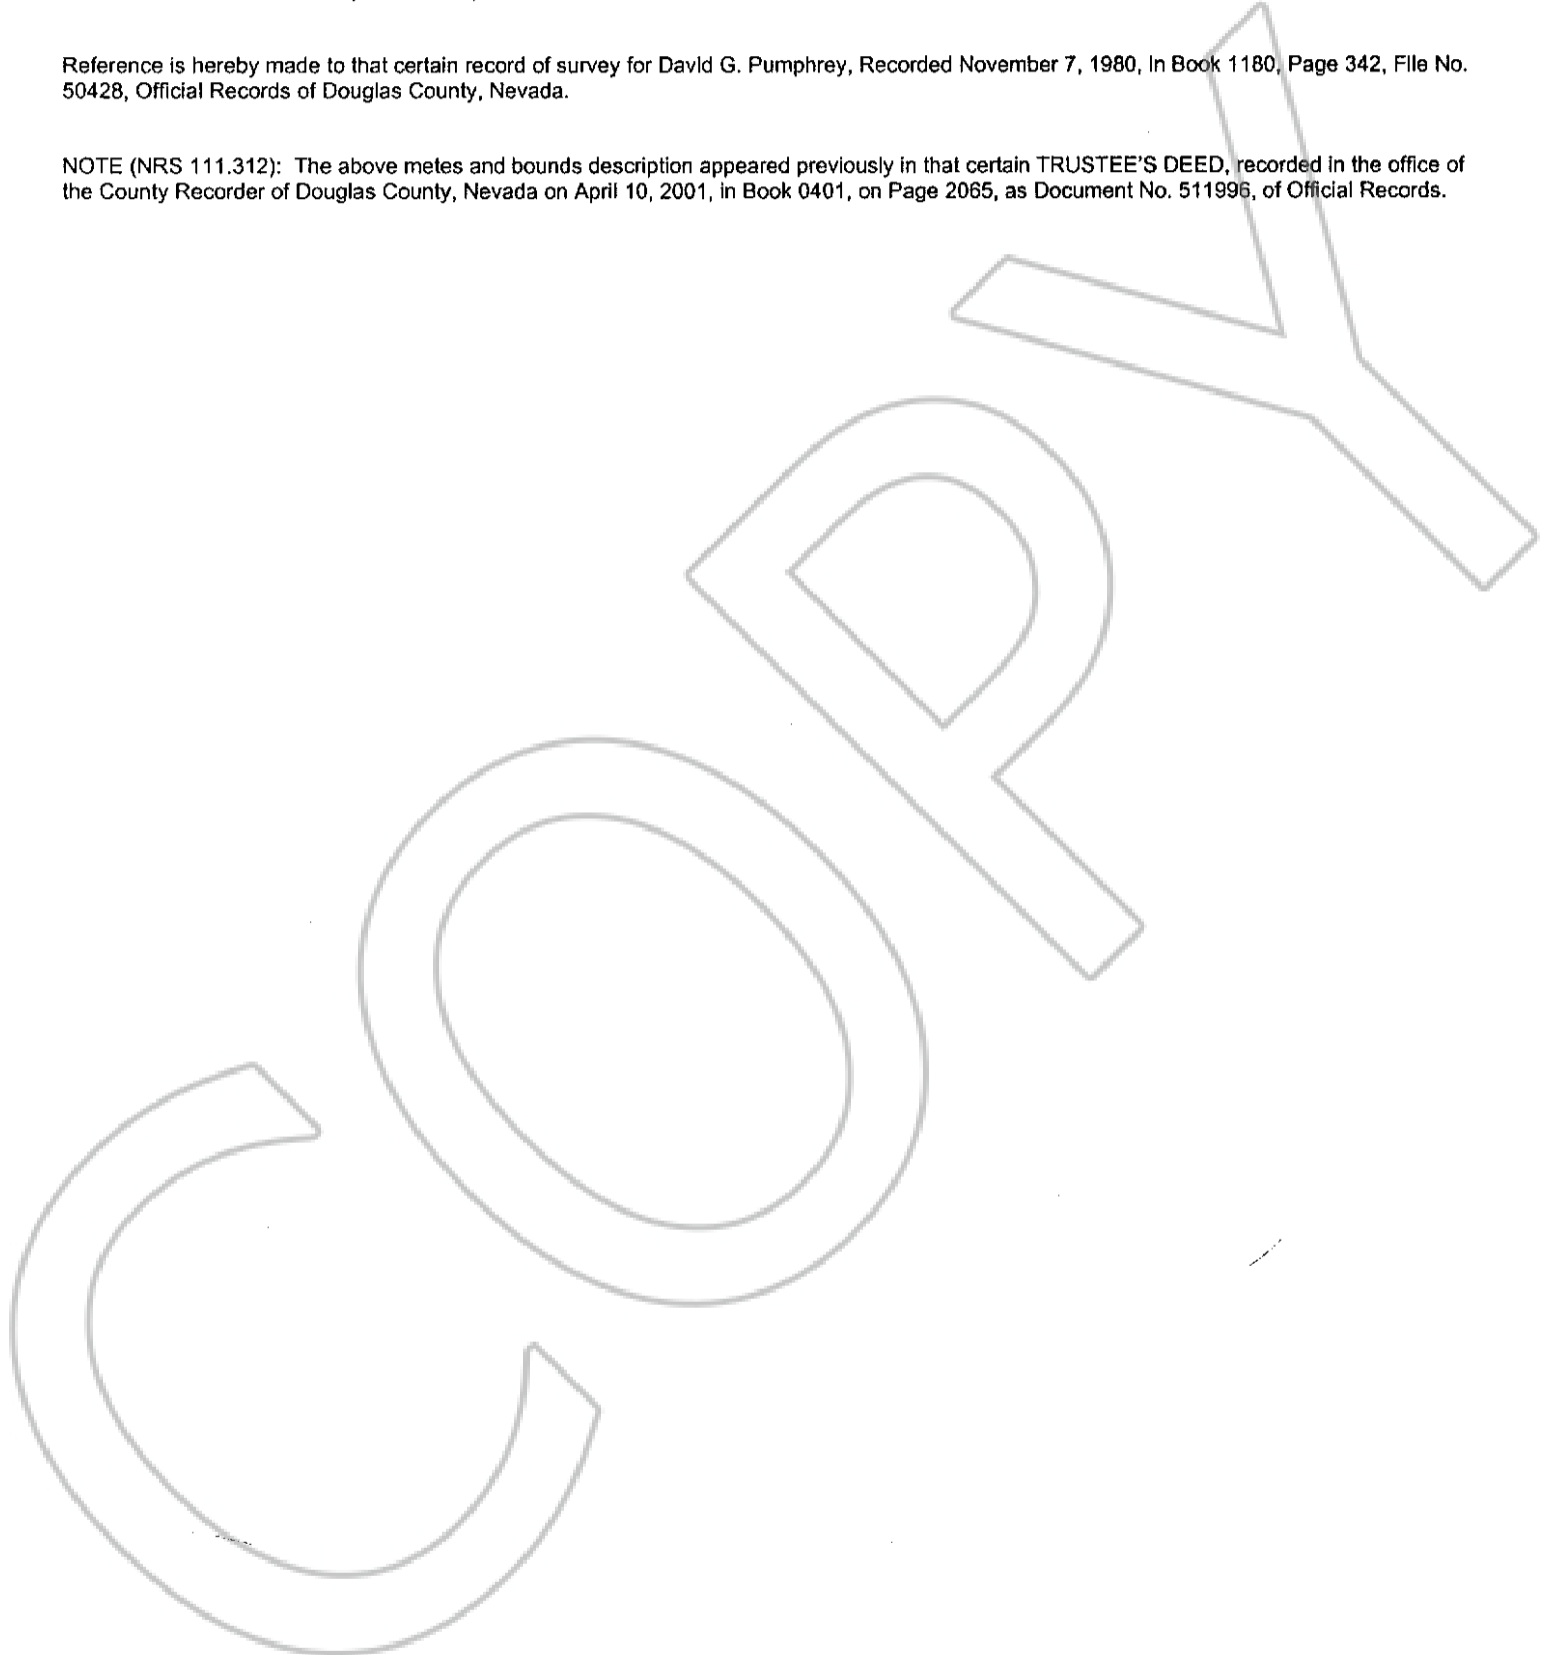 Reference is hereby made to that certain record of survey for David G. Pumphrey, Recorded November 7, 1980, in Book 1180, Page 342, File No.
50428, Official Records of Douglas County, Nevada.
NOTE (NRS 111.312): The above metes and bounds description appeared previously in that certain TRUSTEE'S DEED, recorded in the office of
the County Recorder of Douglas County, Nevada on April 10, 2001, in Book 0401, on Page 2065, as Document No. 511996, of Official Records.
COPY